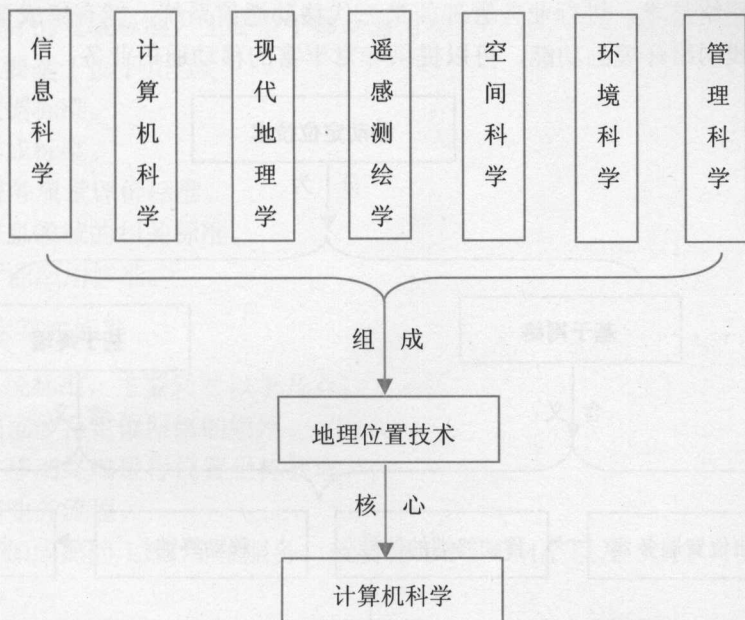 信息科学
计算机科学
现代地理学
遥感测绘学
空间科学
环境科学
管理科学
组成
地理位置技术
核心
计算机科学